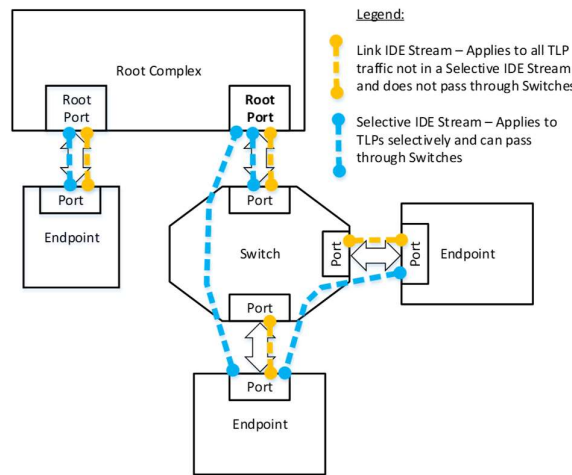 Legend:
Link IDE Stream – Applies to all TLP
traffic not in a Selective IDE Stream
and does not pass through Switches
Selective IDE Stream – Applies to
TLPs selectively and can pass
through Switches
Root Complex
Root
Port
Root
Port
Port
Endpoint
Port
Switch
Port
Port
Endpoint
Port
Port
Endpoint